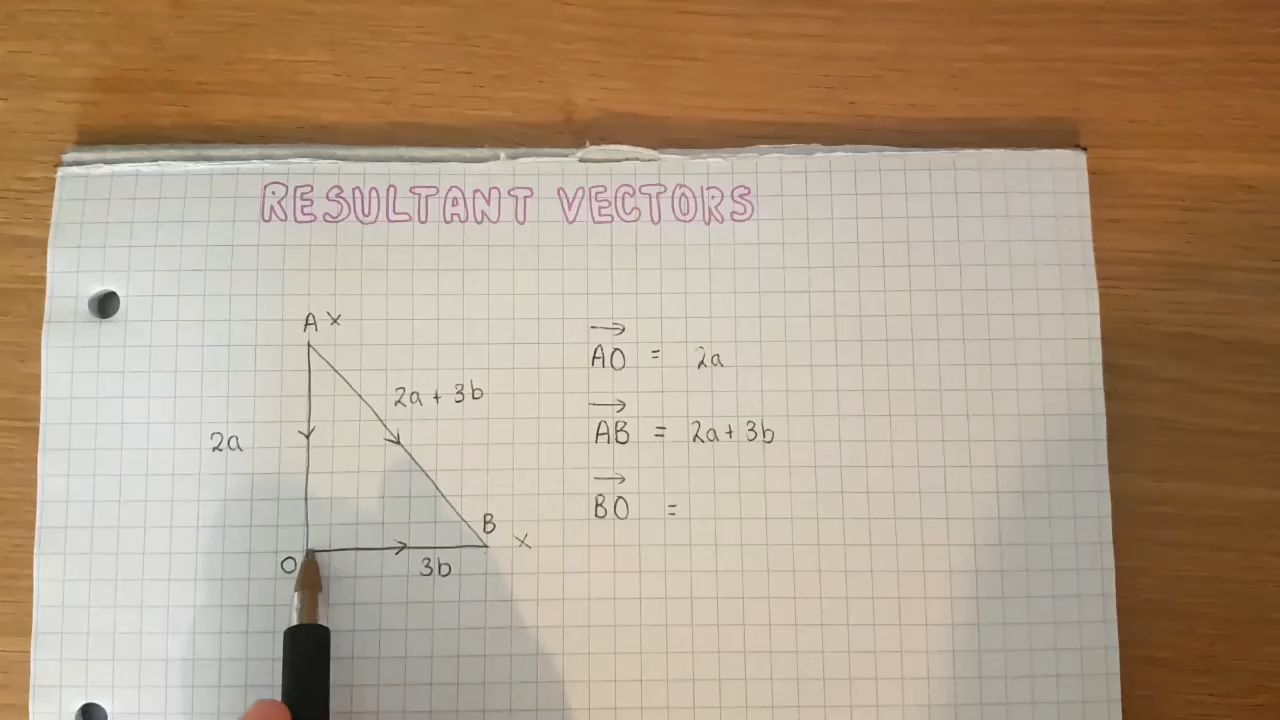 RESULTANT VECTORS
A x
2a + 3b
2a
B x
O
3b
AO = 2a
AB = 2a + 3b
BO =